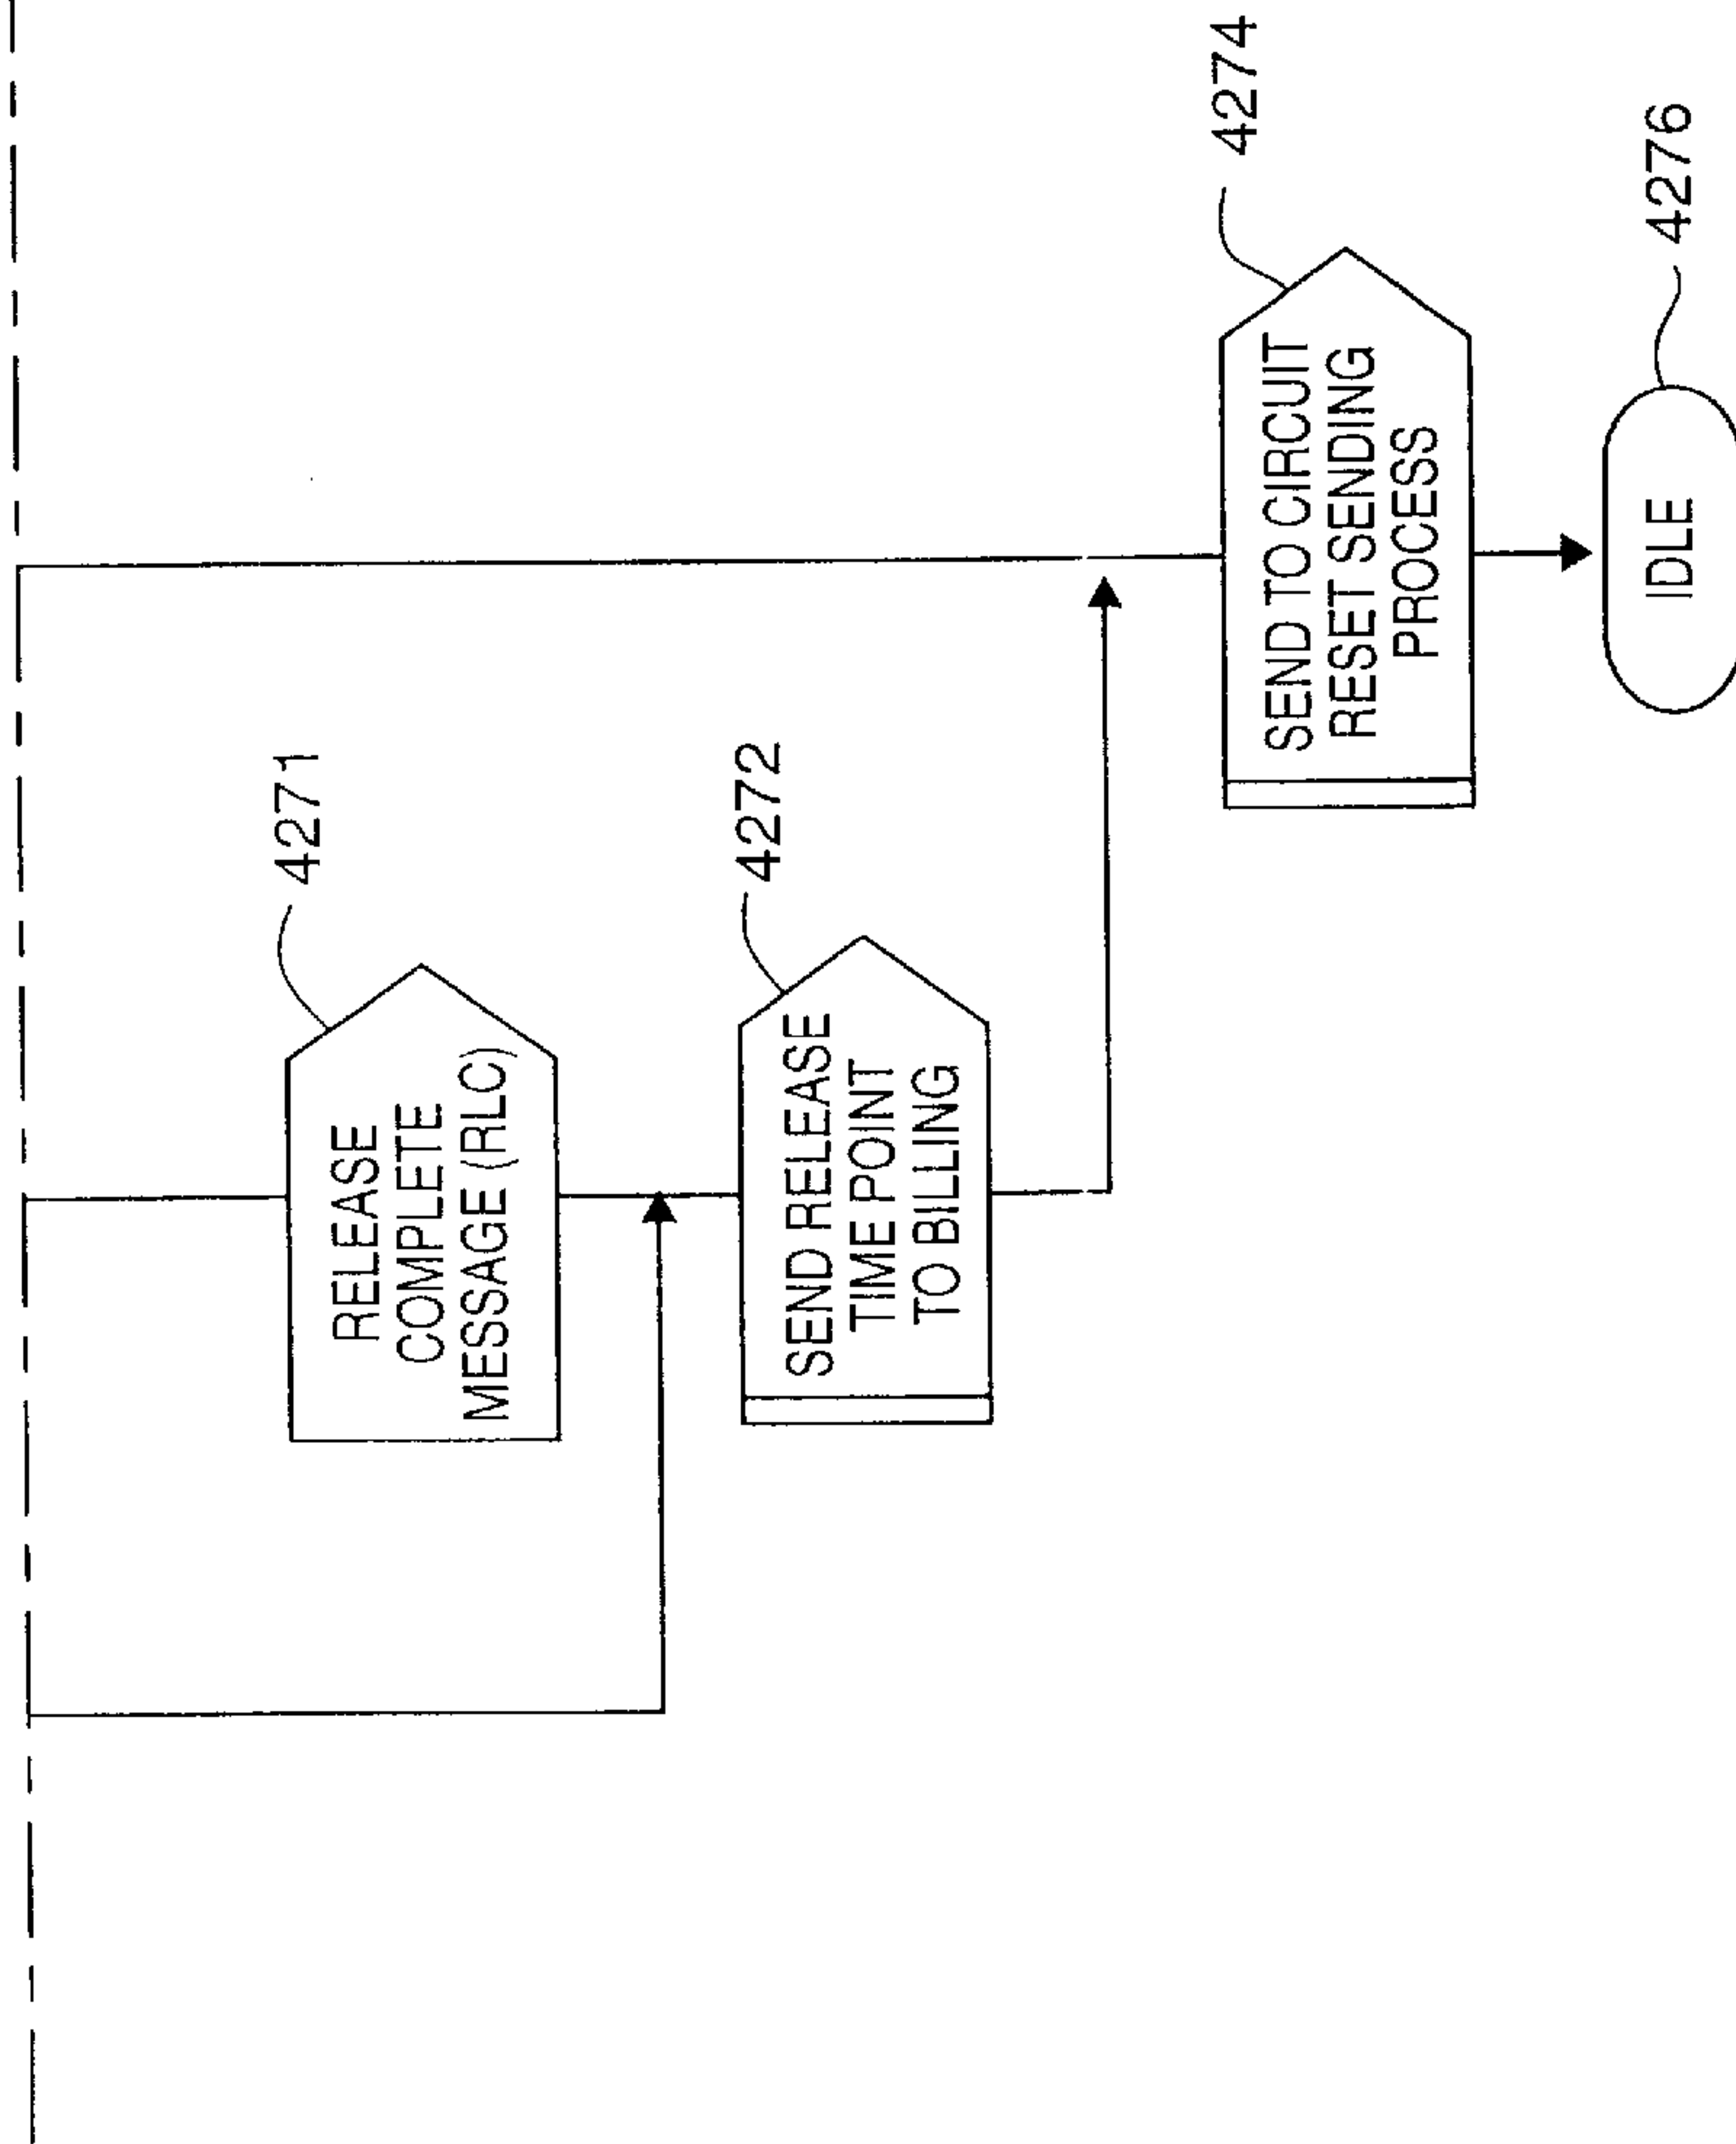 4271
RELEASE
COMPLETE
MESSAGE (RLC)
4272
SEND RELEASE
TIME POINT
TO BILLING
4274
SEND TO CIRCUIT
RESET SENDING
PROCESS
4276
IDLE